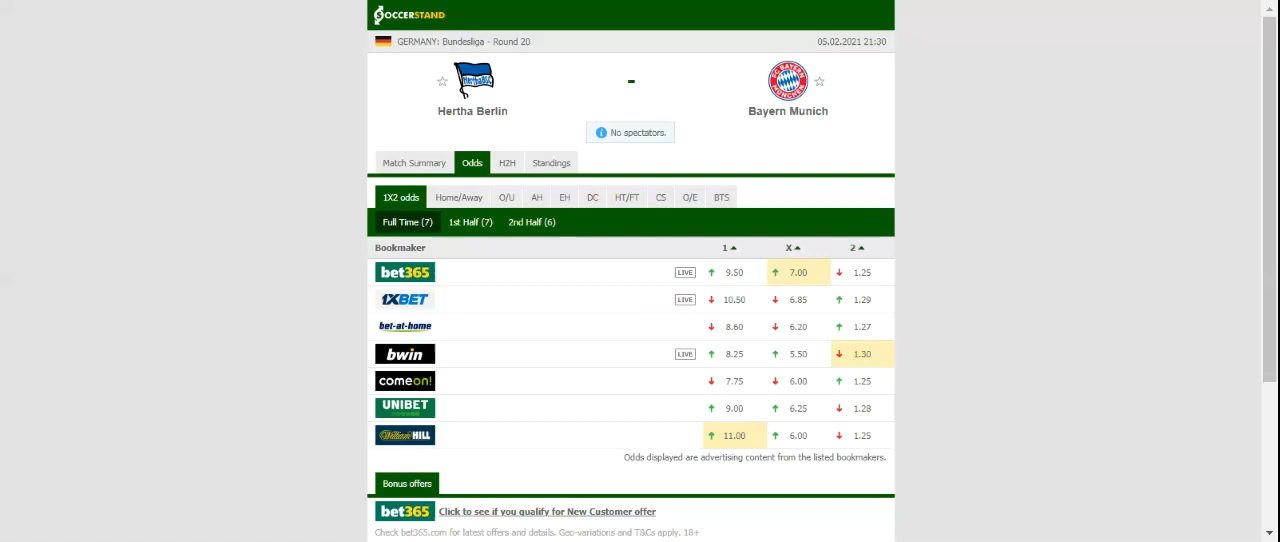 SOCCERSTAND
GERMANY: Bundesliga - Round 20 05.02.2021 21:30
HerthaBSC
FC BAYERN MÜNCHEN
-
Hertha Berlin Bayern Munich
No spectators.
Match Summary Odds H2H Standings
1X2 odds Home/Away O/U AH EH DC HT/FT CS O/E BTS
Full Time (7) 1st Half (7) 2nd Half (6)
Bookmaker 1 X 2
bet365 LIVE 9.50 7.00 1.25
1XBET LIVE 10.50 6.85 1.29
bet-at-home 8.60 6.20 1.27
bwin LIVE 8.25 5.50 1.30
comeon! 7.75 6.00 1.25
UNIBET 9.00 6.25 1.28
William HILL 11.00 6.00 1.25
Odds displayed are advertising content from the listed bookmakers.
Bonus offers
bet365 Click to see if you qualify for New Customer offer
Check bet365.com for latest offers and details. Geo-variations and T&Cs apply. 18+